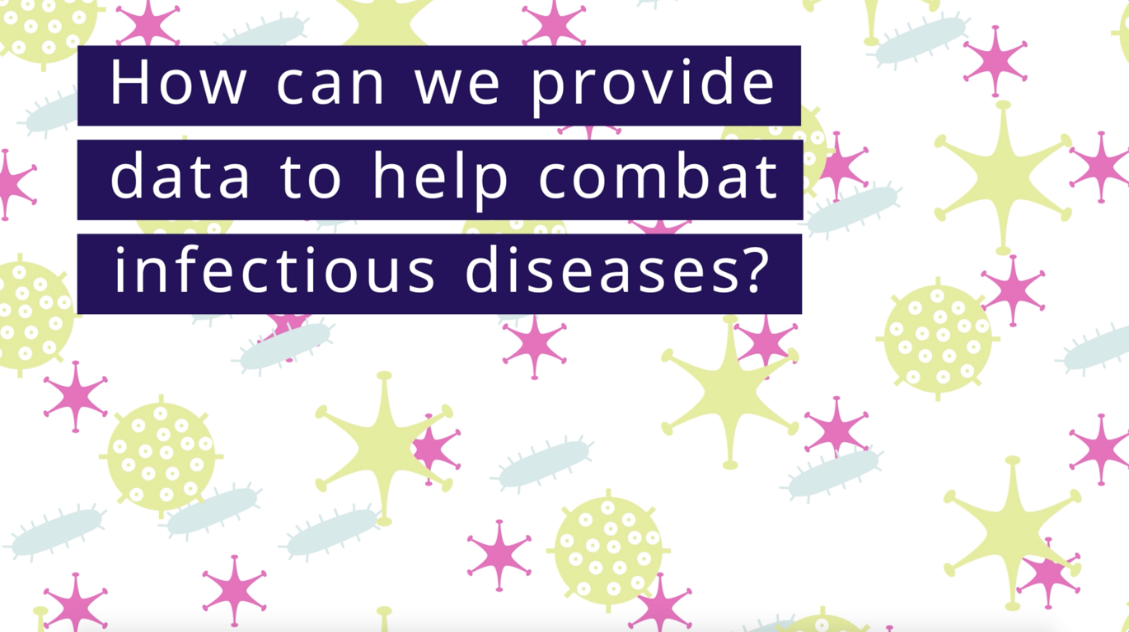 How can we provide
data to help combat
infectious diseases?